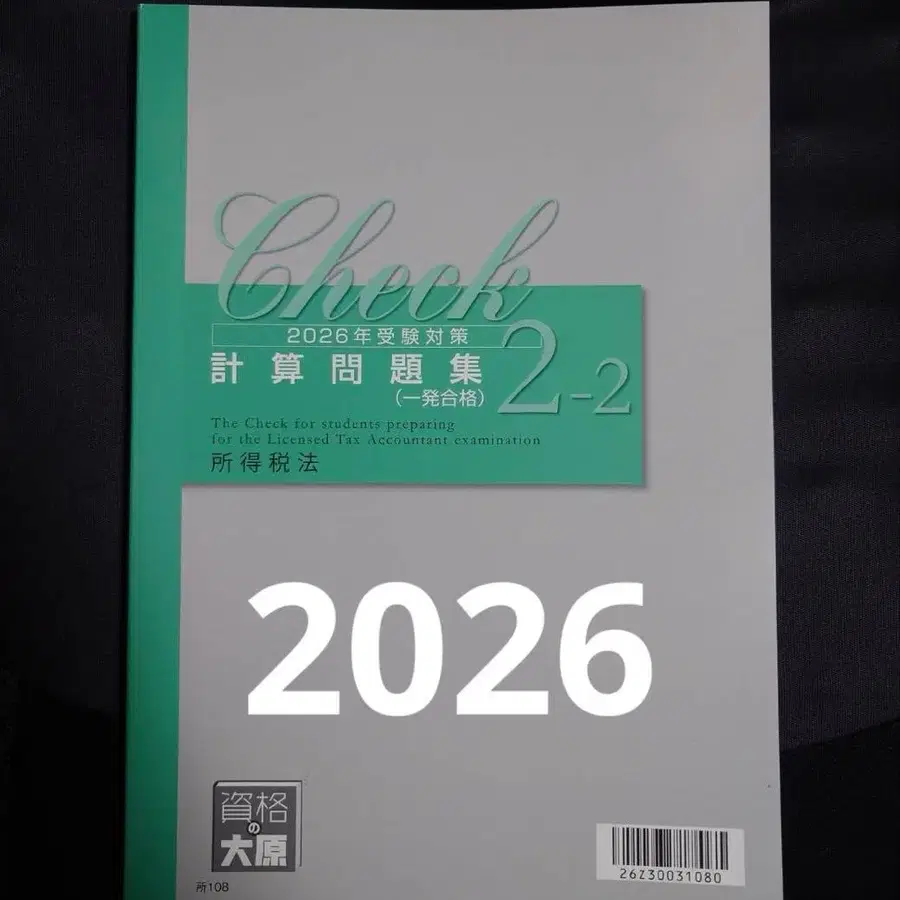 Check
2026年受験対策
計算問題集
2-2
（一発合格）
The Check for students preparing
for the Licensed Tax Accountant examination
所得税法
2026
資格
の
大原
所108
26Z30031080